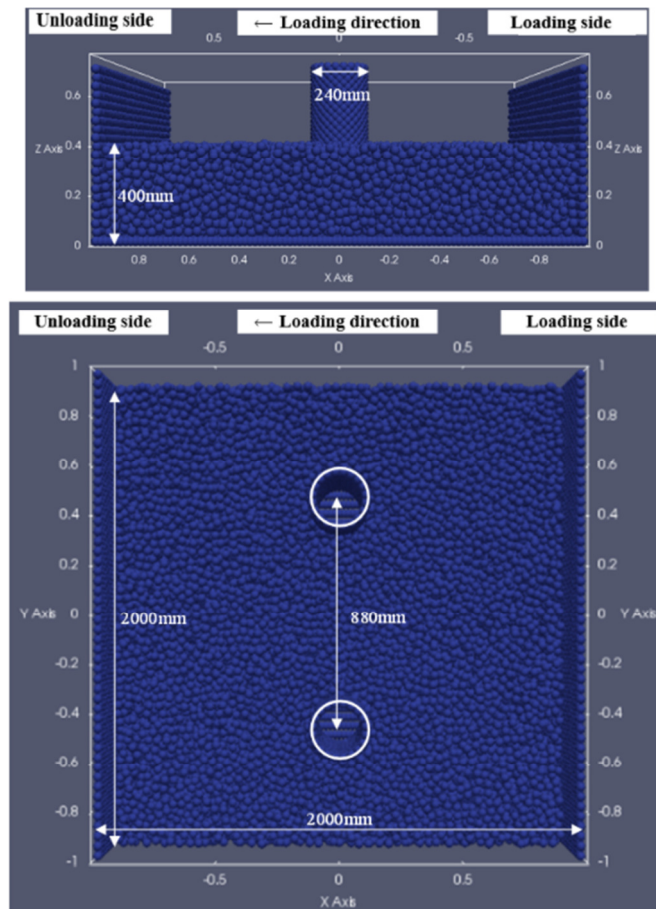 Unloading side
← Loading direction
Loading side
0.5 0 -0.5
240mm
0.6 0.6
Z Axis 0.4 0.4 Z Axis
400mm
0.2 0.2
0 0
0.8 0.6 0.4 0.2 0 -0.2 -0.4 -0.6 -0.8
X Axis
Unloading side
← Loading direction
Loading side
-0.5 0 0.5
1 1
0.8 0.8
0.6 0.6
0.4 0.4
0.2 0.2
Y Axis 0 0 Y Axis
2000mm 880mm
-0.2 -0.2
-0.4 -0.4
-0.6 -0.6
-0.8 -0.8
2000mm
-1 -1
-0.5 0 0.5
X Axis